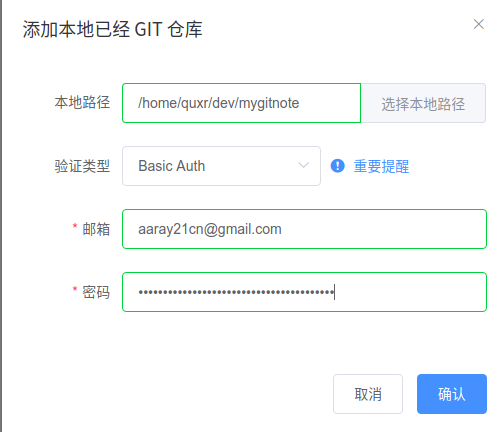 添加本地已经 GIT 仓库
本地路径 /home/quxr/dev/mygitnote 选择本地路径
验证类型 Basic Auth 重要提醒
* 邮箱 aaray21cn@gmail.com
* 密码 ••••••••••••••••••••••••••••••••••••••••
取消 确认